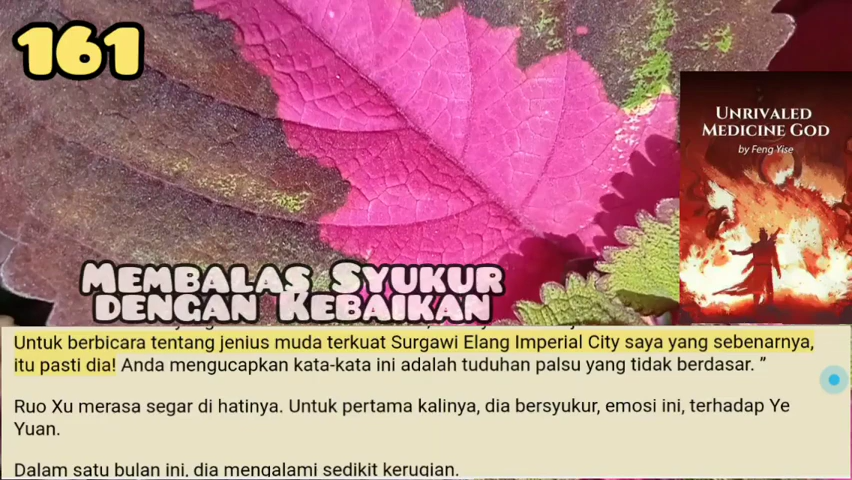 161
UNRIVALED
MEDICINE GOD
by Feng Yise
MEMBALAS SYUKUR
DENGAN KEBAIKAN
Untuk berbicara tentang jenius muda terkuat Surgawi Elang Imperial City saya yang sebenarnya,
itu pasti dia! Anda mengucapkan kata-kata ini adalah tuduhan palsu yang tidak berdasar. ”
Ruo Xu merasa segar di hatinya. Untuk pertama kalinya, dia bersyukur, emosi ini, terhadap Ye
Yuan.
Dalam satu bulan ini, dia mengalami sedikit kerugian.